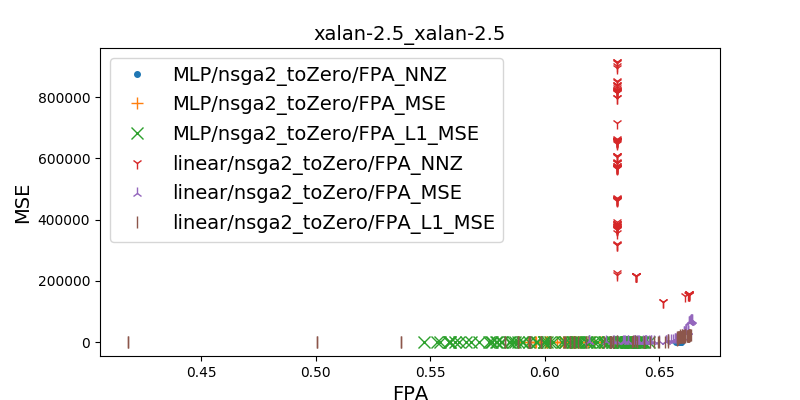 xalan-2.5_xalan-2.5
MLP/nsga2_toZero/FPA_NNZ
MLP/nsga2_toZero/FPA_MSE
MLP/nsga2_toZero/FPA_L1_MSE
linear/nsga2_toZero/FPA_NNZ
linear/nsga2_toZero/FPA_MSE
linear/nsga2_toZero/FPA_L1_MSE
MSE
800000
600000
400000
200000
0
0.45 0.50 0.55 0.60 0.65
FPA